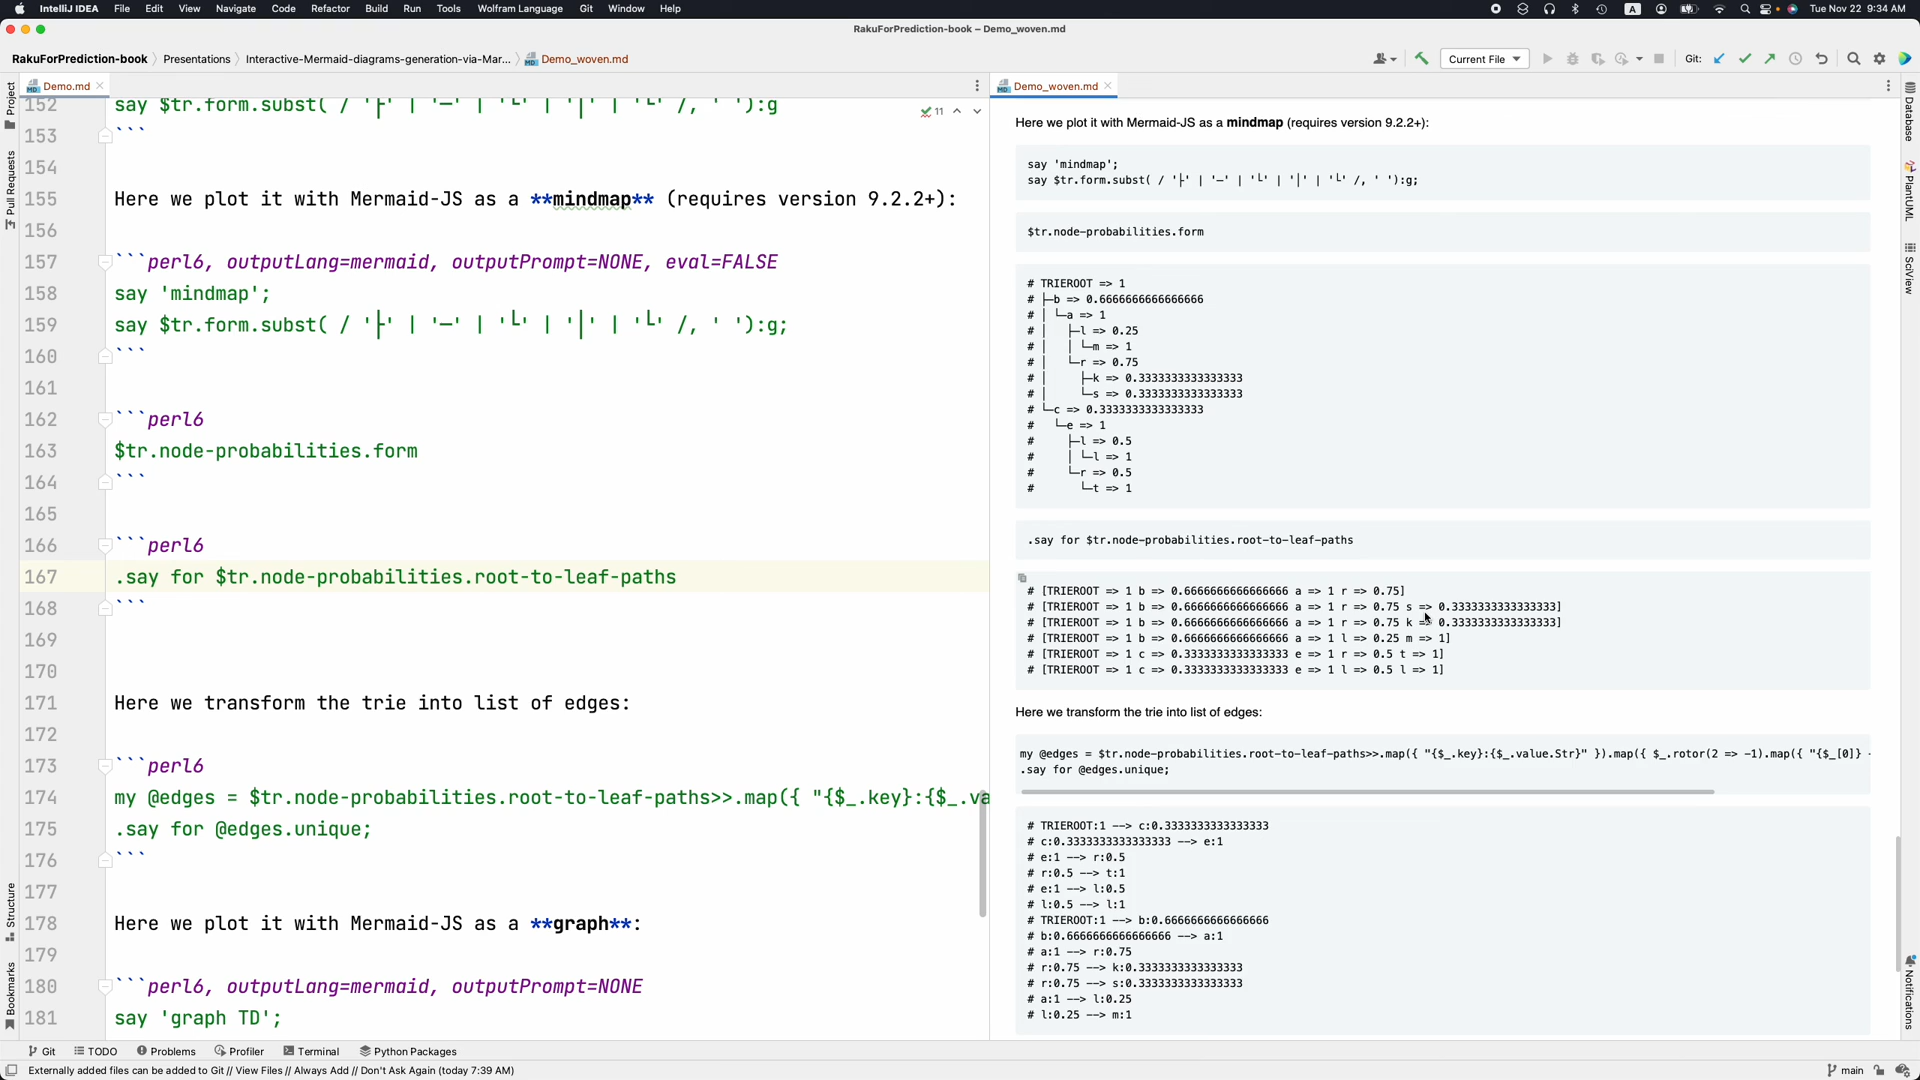 IntelliJ IDEA File Edit View Navigate Code Refactor Build Run Tools Wolfram Language Git Window Help
A
Tue Nov 22 9:34 AM
RakuForPrediction-book – Demo_woven.md
RakuForPrediction-book Presentations Interactive-Mermaid-diagrams-generation-via-Mar... Demo_woven.md
Current File
Git:
Demo.md
Demo_woven.md
11
Project
Pull Requests
Structure
Bookmarks
152 say $tr.form.subst( / '├' | '─' | '└' | '│' | '└' /, ' '):g
153 ```
154
155 Here we plot it with Mermaid-JS as a **mindmap** (requires version 9.2.2+):
156
157 ```perl6, outputLang=mermaid, outputPrompt=NONE, eval=FALSE
158 say 'mindmap';
159 say $tr.form.subst( / '├' | '─' | '└' | '│' | '└' /, ' '):g;
160 ```
161
162 ```perl6
163 $tr.node-probabilities.form
164 ```
165
166 ```perl6
167 .say for $tr.node-probabilities.root-to-leaf-paths
168 ```
169
170
171 Here we transform the trie into list of edges:
172
173 ```perl6
174 my @edges = $tr.node-probabilities.root-to-leaf-paths>>.map({ "{$_.key}:{$_.va
175 .say for @edges.unique;
176 ```
177
178 Here we plot it with Mermaid-JS as a **graph**:
179
180 ```perl6, outputLang=mermaid, outputPrompt=NONE
181 say 'graph TD';
Here we plot it with Mermaid-JS as a mindmap (requires version 9.2.2+):
say 'mindmap';
say $tr.form.subst( / '├' | '─' | '└' | '│' | '└' /, ' '):g;
$tr.node-probabilities.form
# TRIEROOT => 1
# ├─b => 0.6666666666666666
# │ └─a => 1
# │   ├─l => 0.25
# │   │ └─m => 1
# │   └─r => 0.75
# │     ├─k => 0.3333333333333333
# │     └─s => 0.3333333333333333
# └─c => 0.3333333333333333
#   └─e => 1
#     ├─l => 0.5
#     │ └─l => 1
#     └─r => 0.5
#       └─t => 1
.say for $tr.node-probabilities.root-to-leaf-paths
# [TRIEROOT => 1 b => 0.6666666666666666 a => 1 r => 0.75]
# [TRIEROOT => 1 b => 0.6666666666666666 a => 1 r => 0.75 s => 0.3333333333333333]
# [TRIEROOT => 1 b => 0.6666666666666666 a => 1 r => 0.75 k => 0.3333333333333333]
# [TRIEROOT => 1 b => 0.6666666666666666 a => 1 l => 0.25 m => 1]
# [TRIEROOT => 1 c => 0.3333333333333333 e => 1 r => 0.5 t => 1]
# [TRIEROOT => 1 c => 0.3333333333333333 e => 1 l => 0.5 l => 1]
Here we transform the trie into list of edges:
my @edges = $tr.node-probabilities.root-to-leaf-paths>>.map({ "{$_.key}:{$_.value.Str}" }).map({ $_.rotor(2 => -1).map({ "{$_[0]} -
.say for @edges.unique;
# TRIEROOT:1 --> c:0.3333333333333333
# c:0.3333333333333333 --> e:1
# e:1 --> r:0.5
# r:0.5 --> t:1
# e:1 --> l:0.5
# l:0.5 --> l:1
# TRIEROOT:1 --> b:0.6666666666666666
# b:0.6666666666666666 --> a:1
# a:1 --> r:0.75
# r:0.75 --> k:0.3333333333333333
# r:0.75 --> s:0.3333333333333333
# a:1 --> l:0.25
# l:0.25 --> m:1
Database
PlantUML
SciView
Notifications
Git TODO Problems Profiler Terminal Python Packages
Externally added files can be added to Git // View Files // Always Add // Don't Ask Again (today 7:39 AM)
main